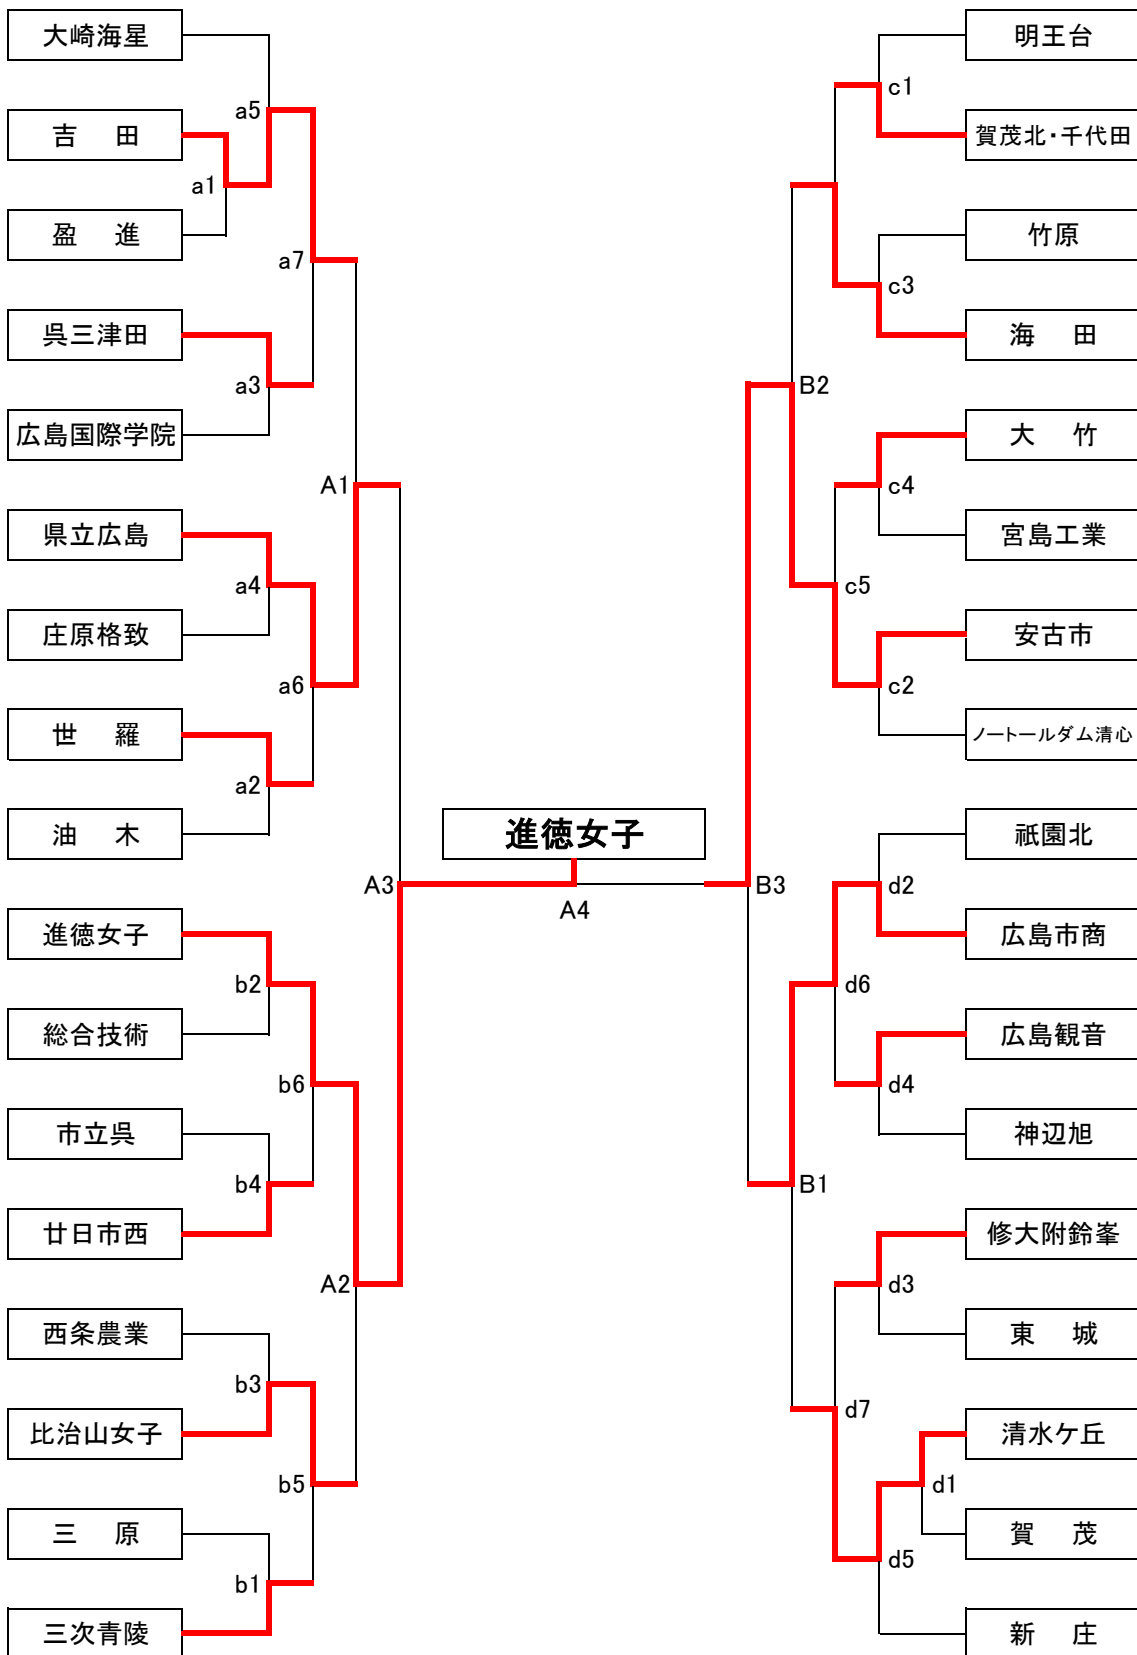 大崎海星
a5
吉 田
a1
盈 進
a7
呉三津田
a3
広島国際学院
A1
県立広島
a4
庄原格致
a6
世 羅
a2
油 木
A3
進徳女子
b2
総合技術
b6
市立呉
b4
廿日市西
A2
西条農業
b3
比治山女子
b5
三 原
b1
三次青陵
進徳女子
A4
明王台
c1
賀茂北・千代田
竹原
c3
海 田
B2
大 竹
c4
宮島工業
c5
安古市
c2
ノートールダム清心
祇園北
B3
d2
広島市商
d6
広島観音
d4
神辺旭
B1
修大附鈴峯
d3
東 城
d7
清水ケ丘
d1
賀 茂
d5
新 庄